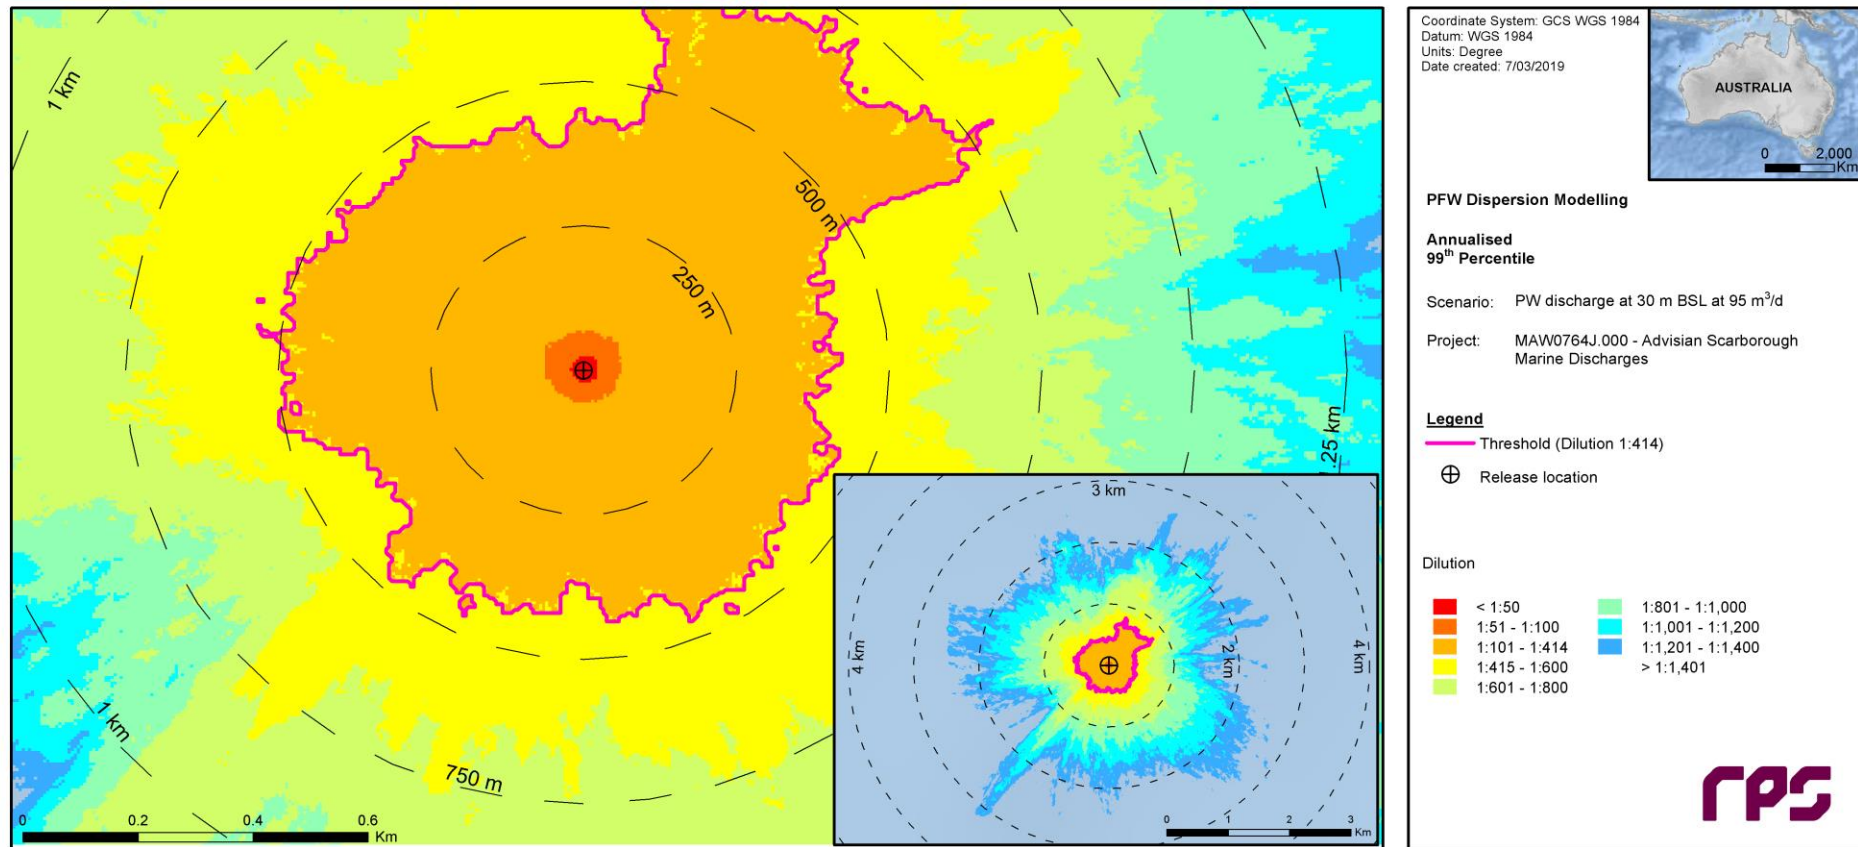 1 km
500 m
250 m
1.25 km
1 km
750 m
0 0.2 0.4 0.6
Km
3 km
4 km
2 km
4 km
0 1 2 3
Km
Coordinate System: GCS WGS 1984
Datum: WGS 1984
Units: Degree
Date created: 7/03/2019
AUSTRALIA
0 2,000
Km
PFW Dispersion Modelling
Annualised
99th Percentile
Scenario: PW discharge at 30 m BSL at 95 m³/d
Project: MAW0764J.000 - Advisian Scarborough
Marine Discharges
Legend
Threshold (Dilution 1:414)
Release location
Dilution
< 1:50
1:51 - 1:100
1:101 - 1:414
1:415 - 1:600
1:601 - 1:800
1:801 - 1:1,000
1:1,001 - 1:1,200
1:1,201 - 1:1,400
> 1:1,401
rps